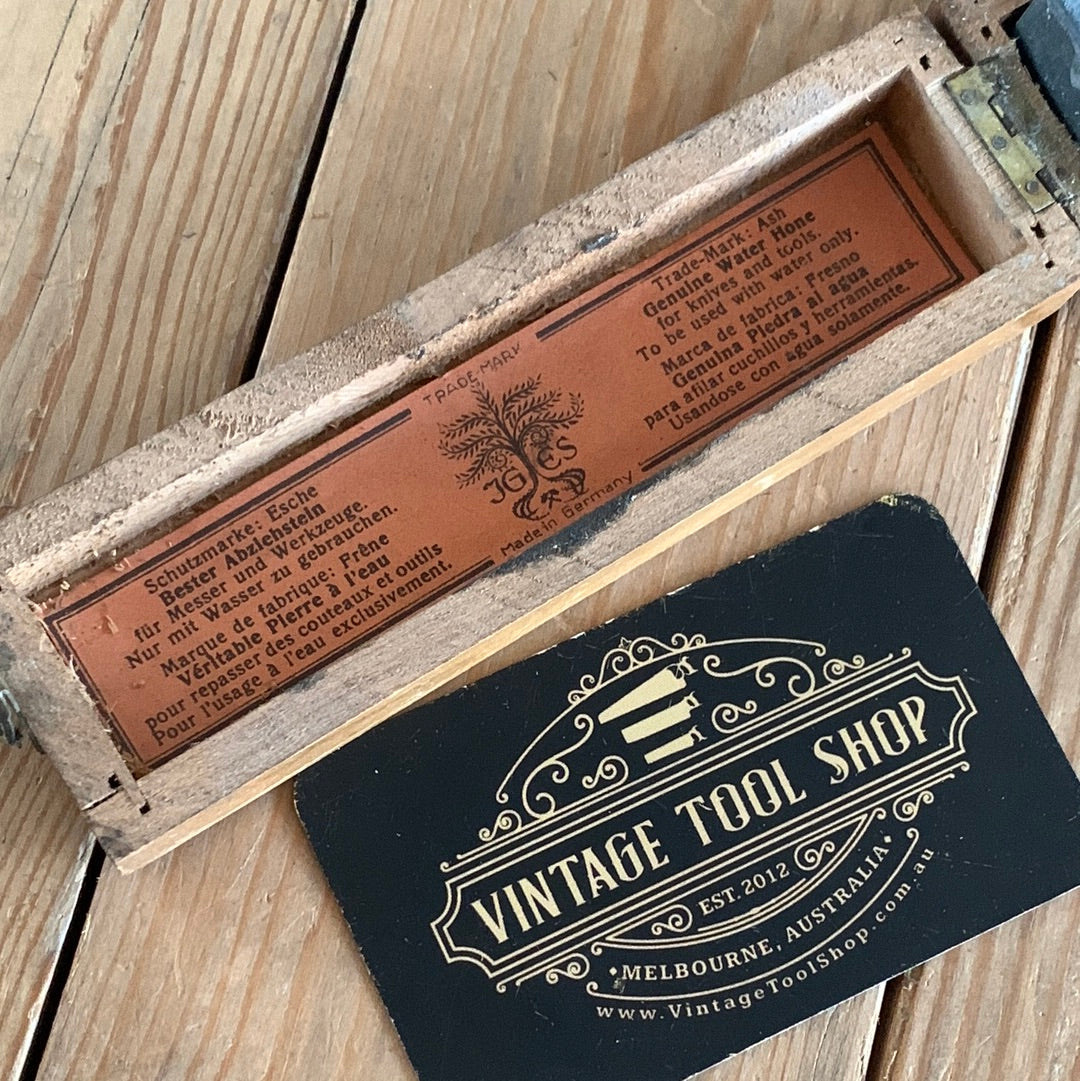 Schutzmarke: Esche
Bester Abziehstein
für Messer und Werkzeuge.
Nur mit Wasser zu gebrauchen.
Marque de fabrique: Frêne
Véritable Pierre à l'eau
pour repasser des couteaux et outils
Pour l'usage à l'eau exclusivement.
TRADE-MARK
JG ES
Made in Germany
Trade-Mark: Ash
Genuine Water Hone
for knives and tools.
To be used with water only.
Marca de fabrica: Fresno
Genuina Piedra al agua
para afilar cuchillos y herramientas.
Usandose con agua solamente.
VINTAGE TOOL SHOP
EST. 2012
•MELBOURNE, AUSTRALIA•
www.VintageToolShop.com.au